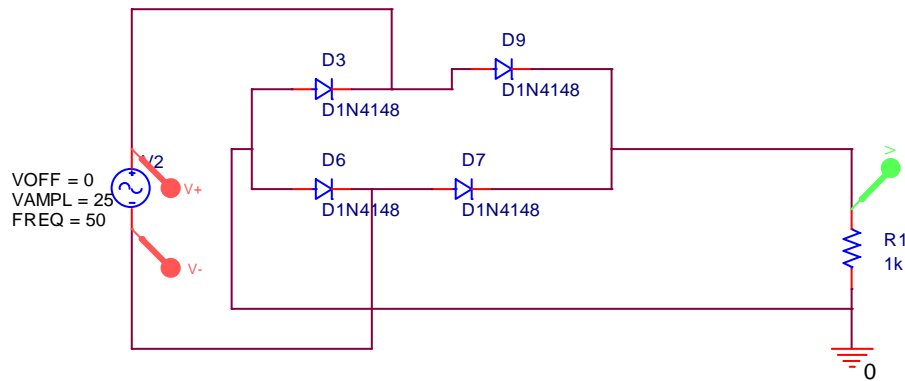 D9
D3
D1N4148
D1N4148
V
V2
D6
D7
VOFF = 0
VAMPL = 25
FREQ = 50
V+
D1N4148
D1N4148
R1
1k
V-
0